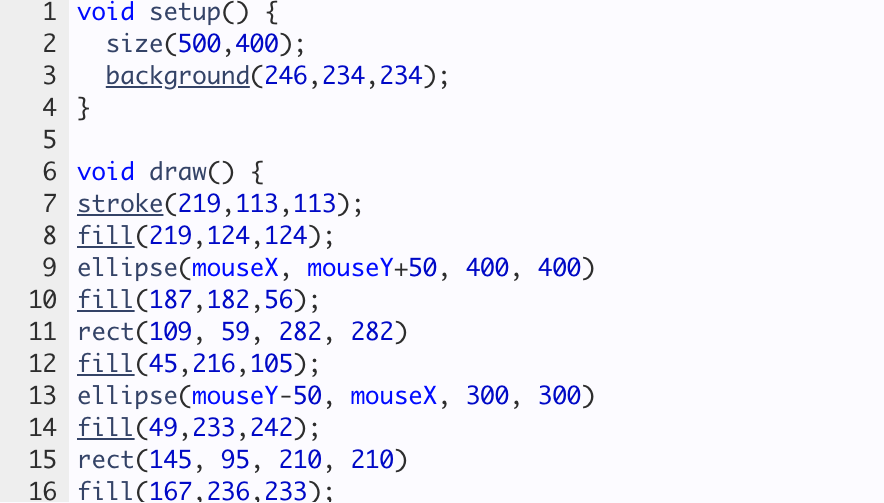 1 void setup() {
2   size(500,400);
3   background(246,234,234);
4 }
5
6 void draw() {
7 stroke(219,113,113);
8 fill(219,124,124);
9 ellipse(mouseX, mouseY+50, 400, 400)
10 fill(187,182,56);
11 rect(109, 59, 282, 282)
12 fill(45,216,105);
13 ellipse(mouseY-50, mouseX, 300, 300)
14 fill(49,233,242);
15 rect(145, 95, 210, 210)
16 fill(167,236,233);